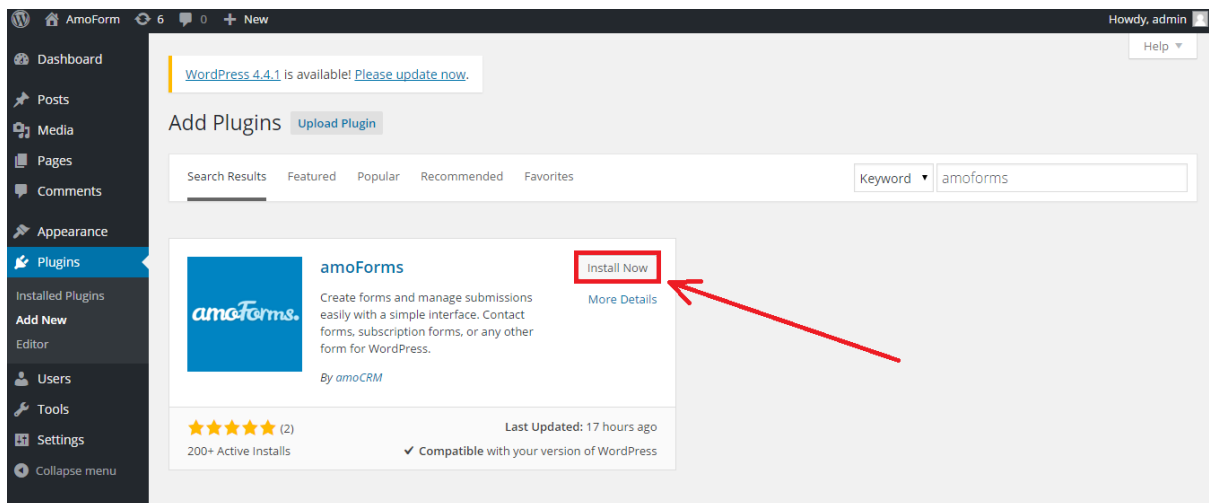 AmoForm 6 0 + New Howdy, admin
Help
Dashboard
Posts
Media
Pages
Comments
Appearance
Plugins
Installed Plugins
Add New
Editor
Users
Tools
Settings
Collapse menu
WordPress 4.4.1 is available! Please update now.
Add Plugins Upload Plugin
Search Results Featured Popular Recommended Favorites Keyword amoforms
amoForms.
amoForms
Install Now
More Details
Create forms and manage submissions
easily with a simple interface. Contact
forms, subscription forms, or any other
form for WordPress.
By amoCRM
(2)
200+ Active Installs
Last Updated: 17 hours ago
Compatible with your version of WordPress